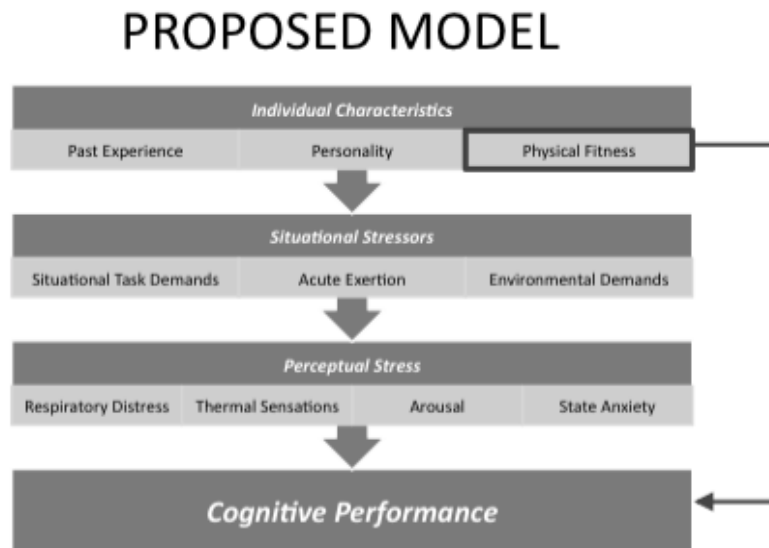 PROPOSED MODEL
Individual Characteristics
Past Experience Personality Physical Fitness
Situational Stressors
Situational Task Demands Acute Exertion Environmental Demands
Perceptual Stress
Respiratory Distress Thermal Sensations Arousal State Anxiety
Cognitive Performance